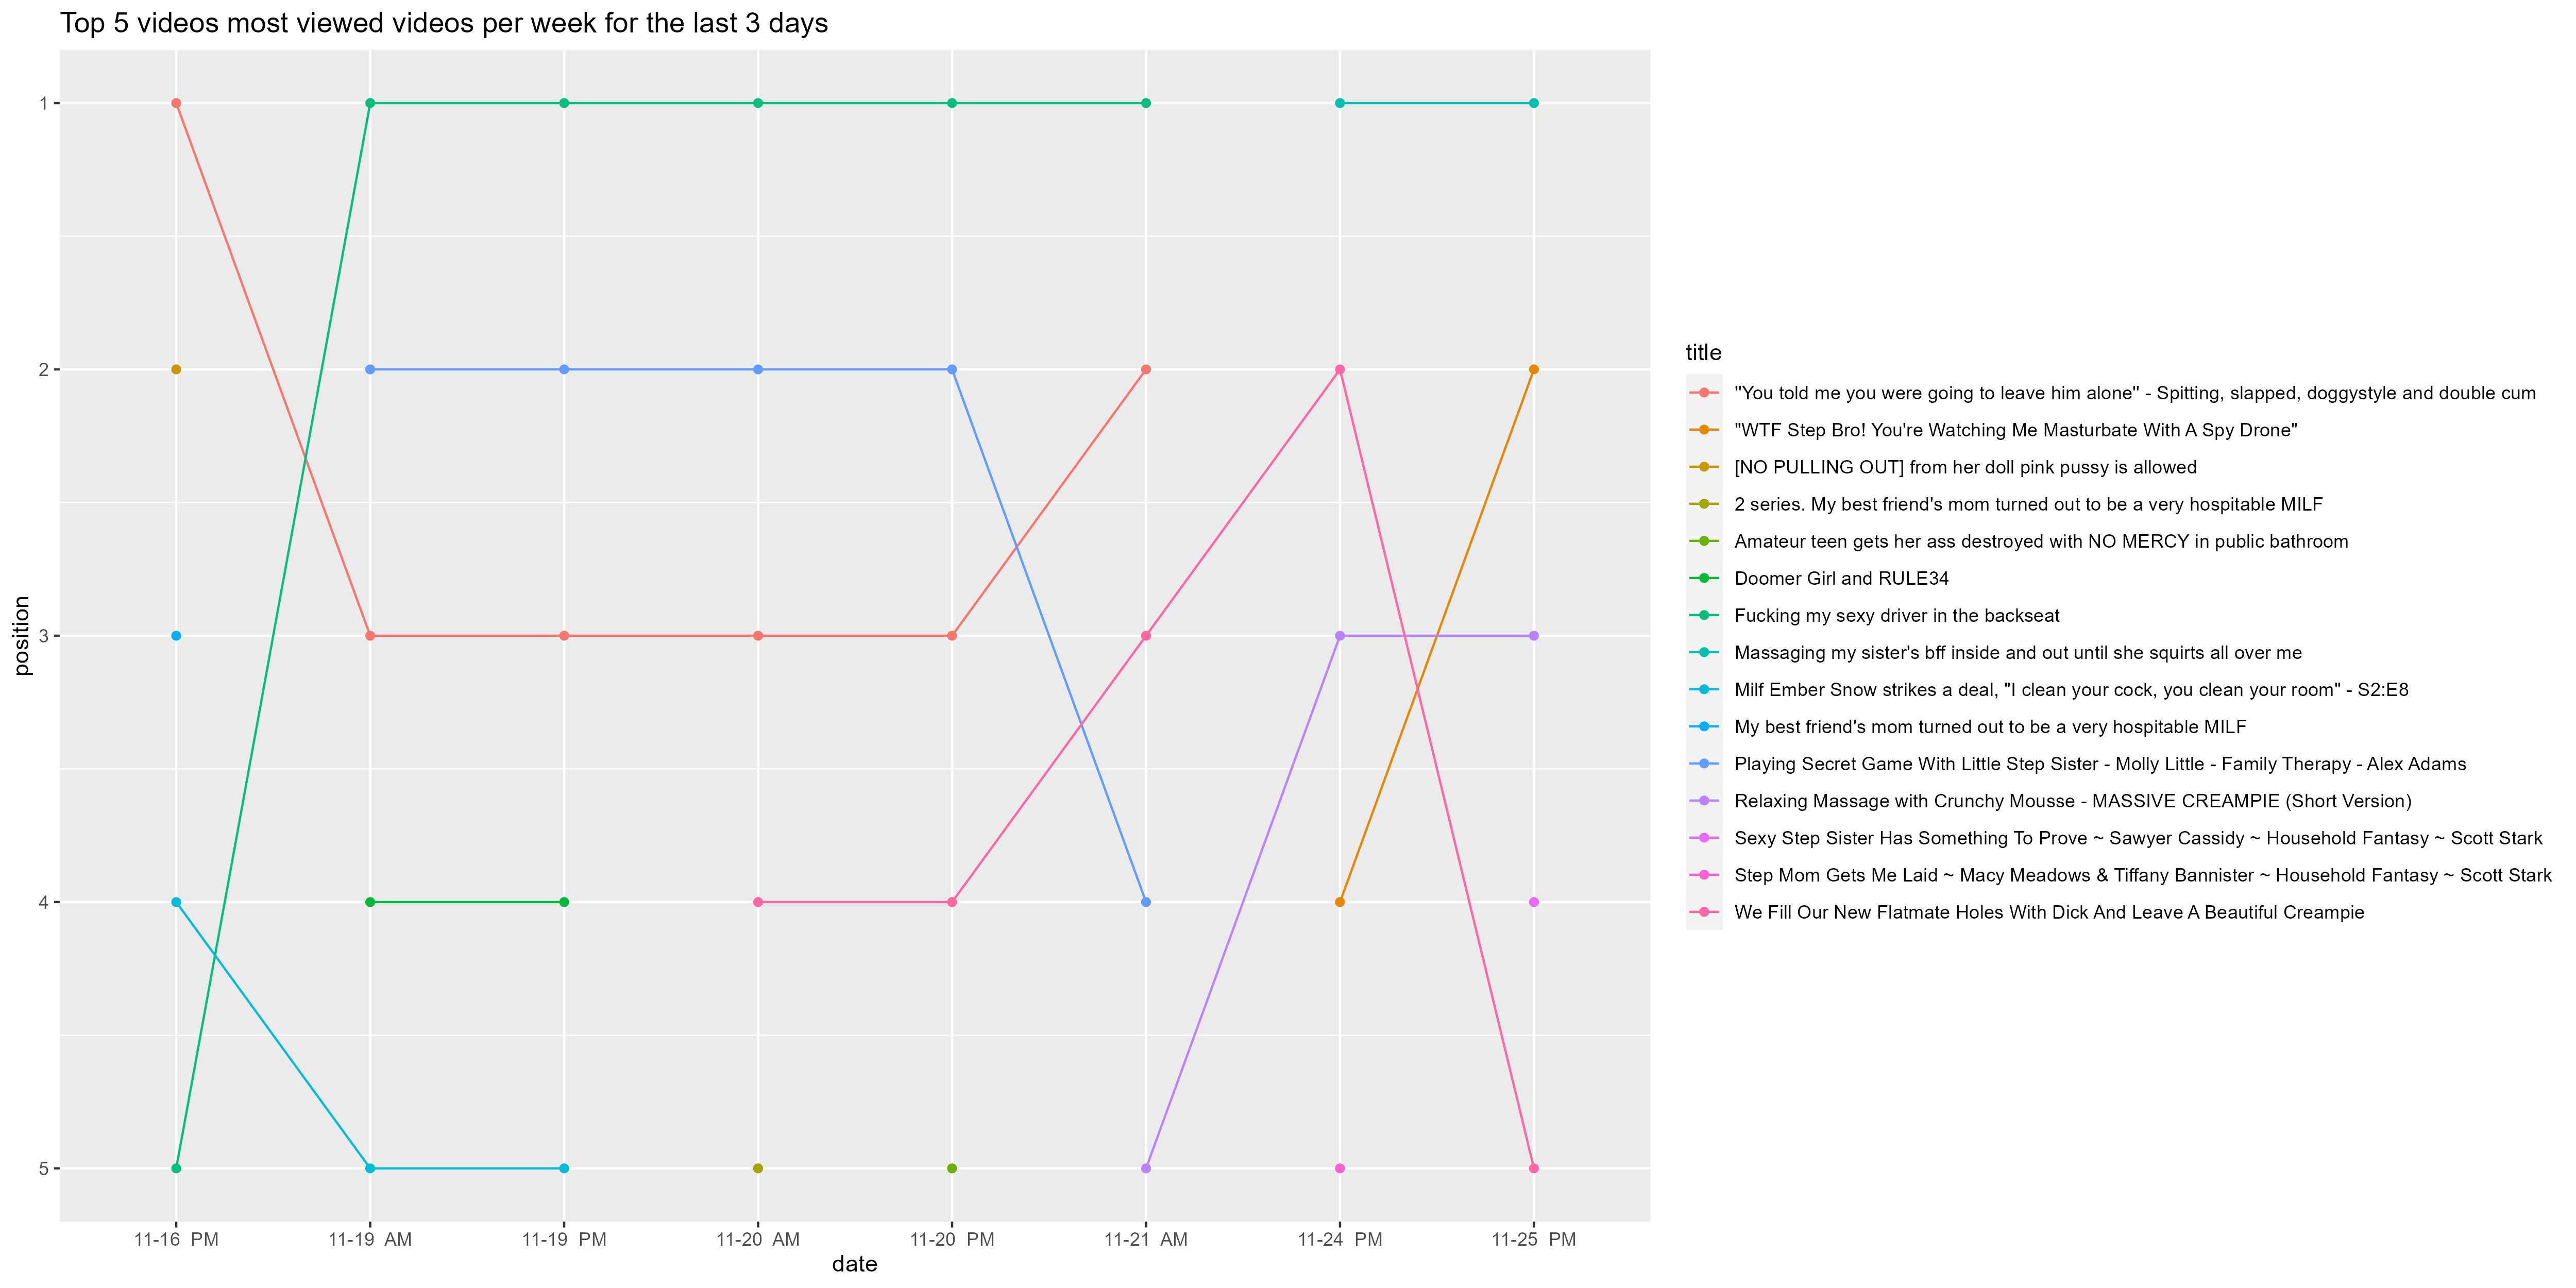 Top 5 videos most viewed videos per week for the last 3 days
position
1
2
3
4
5
11-16 PM
11-19 AM
11-19 PM
11-20 AM
11-20 PM
11-21 AM
11-24 PM
11-25 PM
date
title
"You told me you were going to leave him alone" - Spitting, slapped, doggystyle and double cum
"WTF Step Bro! You're Watching Me Masturbate With A Spy Drone"
[NO PULLING OUT] from her doll pink pussy is allowed
2 series. My best friend's mom turned out to be a very hospitable MILF
Amateur teen gets her ass destroyed with NO MERCY in public bathroom
Doomer Girl and RULE34
Fucking my sexy driver in the backseat
Massaging my sister's bff inside and out until she squirts all over me
Milf Ember Snow strikes a deal, "I clean your cock, you clean your room" - S2:E8
My best friend's mom turned out to be a very hospitable MILF
Playing Secret Game With Little Step Sister - Molly Little - Family Therapy - Alex Adams
Relaxing Massage with Crunchy Mousse - MASSIVE CREAMPIE (Short Version)
Sexy Step Sister Has Something To Prove ~ Sawyer Cassidy ~ Household Fantasy ~ Scott Stark
Step Mom Gets Me Laid ~ Macy Meadows & Tiffany Bannister ~ Household Fantasy ~ Scott Stark
We Fill Our New Flatmate Holes With Dick And Leave A Beautiful Creampie